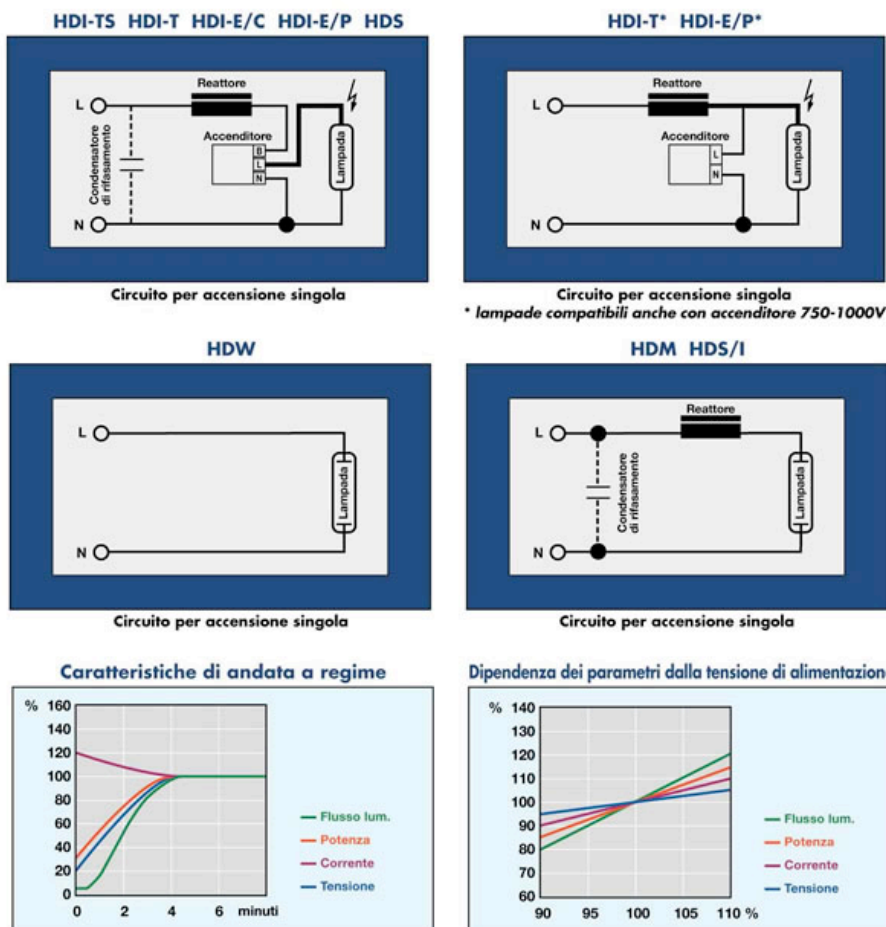 HDI-TS HDI-T HDI-E/C HDI-E/P HDS
L
Reattore
Condensatore
di rifasamento
Accenditore
B
L
N
Lampada
N
Circuito per accensione singola
HDI-T* HDI-E/P*
L
Reattore
Accenditore
L
N
Lampada
N
Circuito per accensione singola
* lampade compatibili anche con accenditore 750-1000V
HDW
L
Lampada
N
Circuito per accensione singola
HDM HDS/I
L
Reattore
Condensatore
di rifasamento
Lampada
N
Circuito per accensione singola
Caratteristiche di andata a regime
%
160
140
120
100
80
60
40
20
0
0 2 4 6 minuti
Flusso lum.
Potenza
Corrente
Tensione
Dipendenza dei parametri dalla tensione di alimentazione
%
140
130
120
110
100
90
80
70
60
90 95 100 105 110 %
Flusso lum.
Potenza
Corrente
Tensione